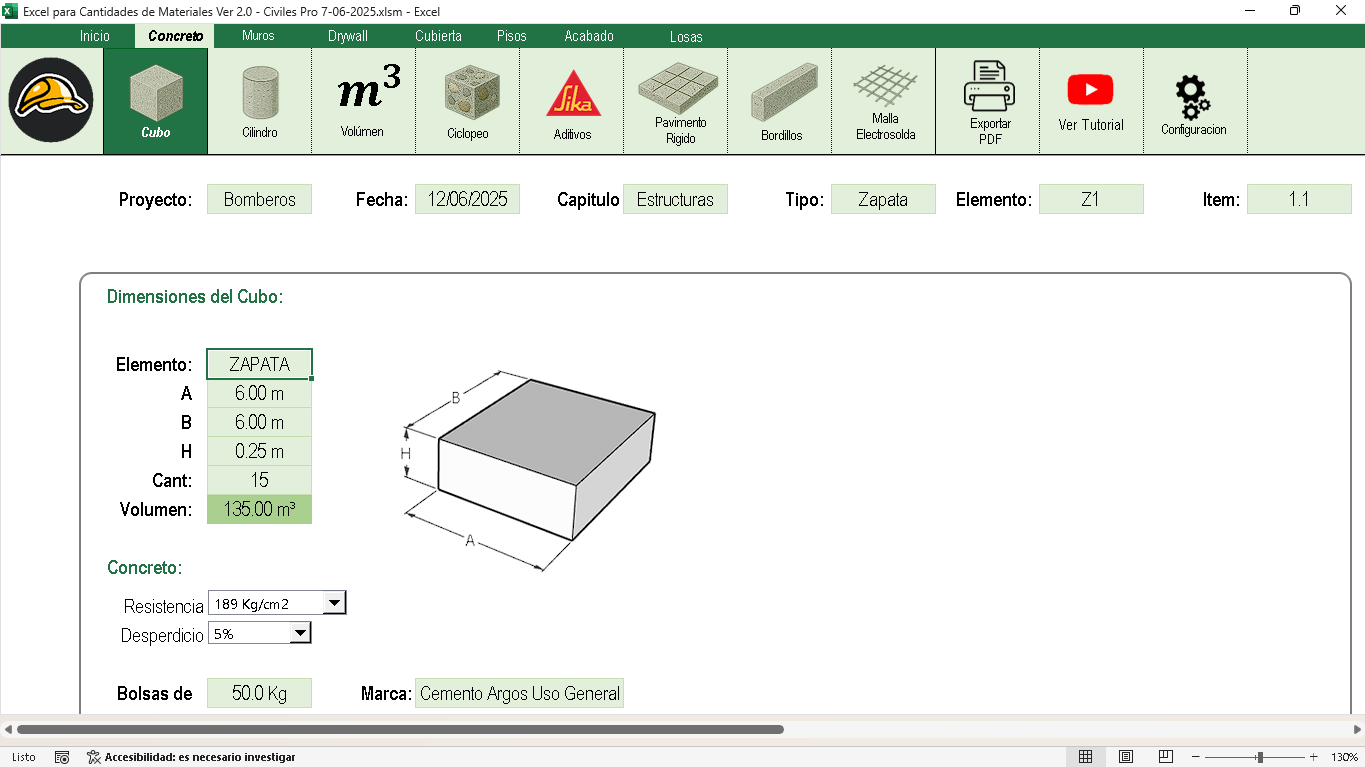 Excel para Cantidades de Materiales Ver 2.0 - Civiles Pro 7-06-2025.xlsm - Excel
Inicio Concreto Muros Drywall Cubierta Pisos Acabado Losas
Cubo
Cilindro
m³
Volúmen
Ciclopeo
Sika
Aditivos
Pavimento
Rigido
Bordillos
Malla
Electrosolda
Exportar
PDF
Ver Tutorial
Configuracion
Proyecto: Bomberos Fecha: 12/06/2025 Capitulo Estructuras Tipo: Zapata Elemento: Z1 Item: 1.1
Dimensiones del Cubo:
Elemento: ZAPATA
A 6.00 m
B 6.00 m
H 0.25 m
Cant: 15
Volumen: 135.00 m³
B
H
A
Concreto:
Resistencia 189 Kg/cm2
Desperdicio 5%
Bolsas de 50.0 Kg Marca: Cemento Argos Uso General
Listo Accesibilidad: es necesario investigar 130%